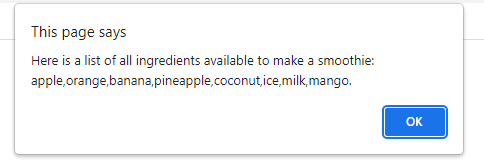 This page says
Here is a list of all ingredients available to make a smoothie:
apple,orange,banana,pineapple,coconut,ice,milk,mango.
OK